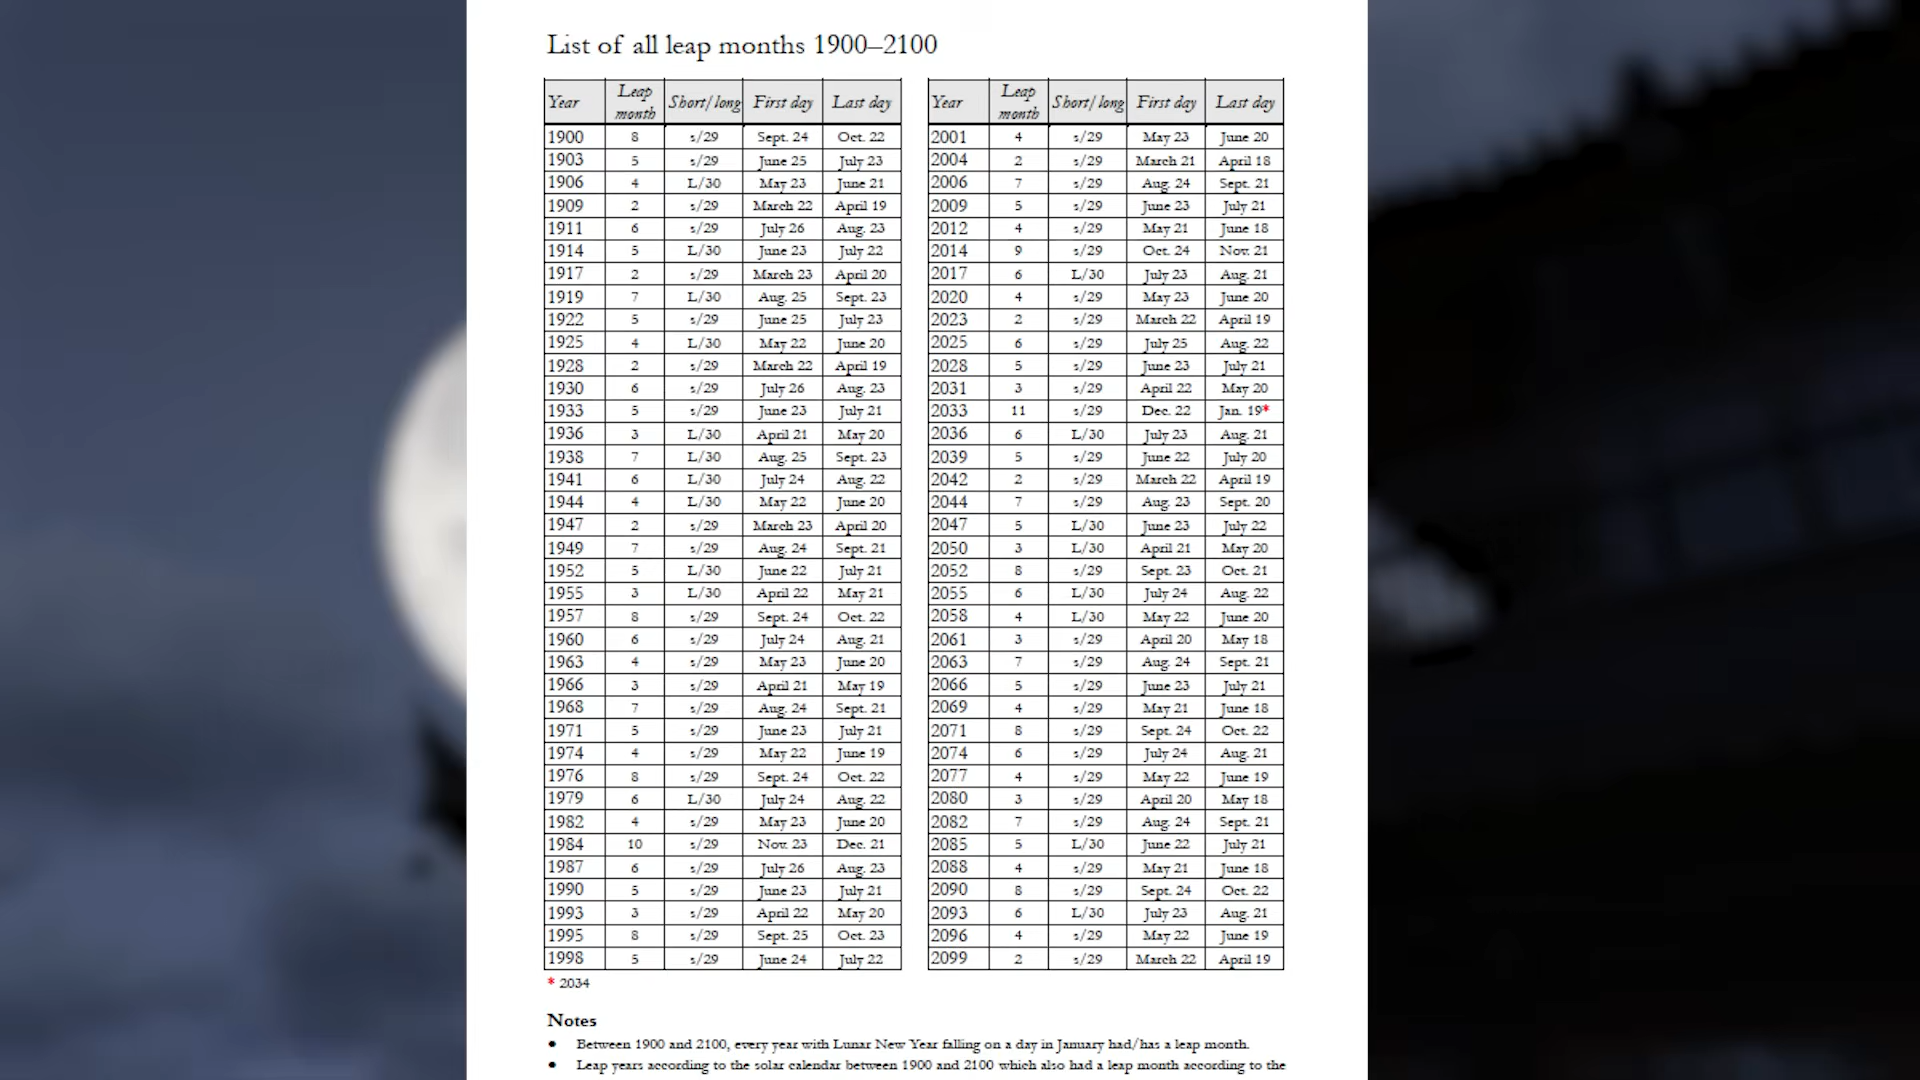 List of all leap months 1900–2100
Year Leap month Short/long First day Last day
1900 8 s/29 Sept. 24 Oct. 22
1903 5 s/29 June 25 July 23
1906 4 L/30 May 23 June 21
1909 2 s/29 March 22 April 19
1911 6 s/29 July 26 Aug. 23
1914 5 L/30 June 23 July 22
1917 2 s/29 March 23 April 20
1919 7 L/30 Aug. 25 Sept. 23
1922 5 s/29 June 25 July 23
1925 4 L/30 May 22 June 20
1928 2 s/29 March 22 April 19
1930 6 s/29 July 26 Aug. 23
1933 5 s/29 June 23 July 21
1936 3 L/30 April 21 May 20
1938 7 L/30 Aug. 25 Sept. 23
1941 6 L/30 July 24 Aug. 22
1944 4 L/30 May 22 June 20
1947 2 s/29 March 23 April 20
1949 7 s/29 Aug. 24 Sept. 21
1952 5 L/30 June 22 July 21
1955 3 L/30 April 22 May 21
1957 8 s/29 Sept. 24 Oct. 22
1960 6 s/29 July 24 Aug. 21
1963 4 s/29 May 23 June 20
1966 3 s/29 April 21 May 19
1968 7 s/29 Aug. 24 Sept. 21
1971 5 s/29 June 23 July 21
1974 4 s/29 May 22 June 19
1976 8 s/29 Sept. 24 Oct. 22
1979 6 L/30 July 24 Aug. 22
1982 4 s/29 May 23 June 20
1984 10 s/29 Nov. 23 Dec. 21
1987 6 s/29 July 26 Aug. 23
1990 5 s/29 June 23 July 21
1993 3 s/29 April 22 May 20
1995 8 s/29 Sept. 25 Oct. 23
1998 5 s/29 June 24 July 22
* 2034
Year Leap month Short/long First day Last day
2001 4 s/29 May 23 June 20
2004 2 s/29 March 21 April 18
2006 7 s/29 Aug. 24 Sept. 21
2009 5 s/29 June 23 July 21
2012 4 s/29 May 21 June 18
2014 9 s/29 Oct. 24 Nov. 21
2017 6 L/30 July 23 Aug. 21
2020 4 s/29 May 23 June 20
2023 2 s/29 March 22 April 19
2025 6 s/29 July 25 Aug. 22
2028 5 s/29 June 23 July 21
2031 3 s/29 April 22 May 20
2033 11 s/29 Dec. 22 Jan. 19*
2036 6 L/30 July 23 Aug. 21
2039 5 s/29 June 22 July 20
2042 2 s/29 March 22 April 19
2044 7 s/29 Aug. 23 Sept. 20
2047 5 L/30 June 23 July 22
2050 3 L/30 April 21 May 20
2052 8 s/29 Sept. 23 Oct. 21
2055 6 L/30 July 24 Aug. 22
2058 4 L/30 May 22 June 20
2061 3 s/29 April 20 May 18
2063 7 s/29 Aug. 24 Sept. 21
2066 5 s/29 June 23 July 21
2069 4 s/29 May 21 June 18
2071 8 s/29 Sept. 24 Oct. 22
2074 6 s/29 July 24 Aug. 21
2077 4 s/29 May 22 June 19
2080 3 s/29 April 20 May 18
2082 7 s/29 Aug. 24 Sept. 21
2085 5 L/30 June 22 July 21
2088 4 s/29 May 21 June 18
2090 8 s/29 Sept. 24 Oct. 22
2093 6 L/30 July 23 Aug. 21
2096 4 s/29 May 22 June 19
2099 2 s/29 March 22 April 19
Notes
• Between 1900 and 2100, every year with Lunar New Year falling on a day in January had/has a leap month.
• Leap years according to the solar calendar between 1900 and 2100 which also had a leap month according to the